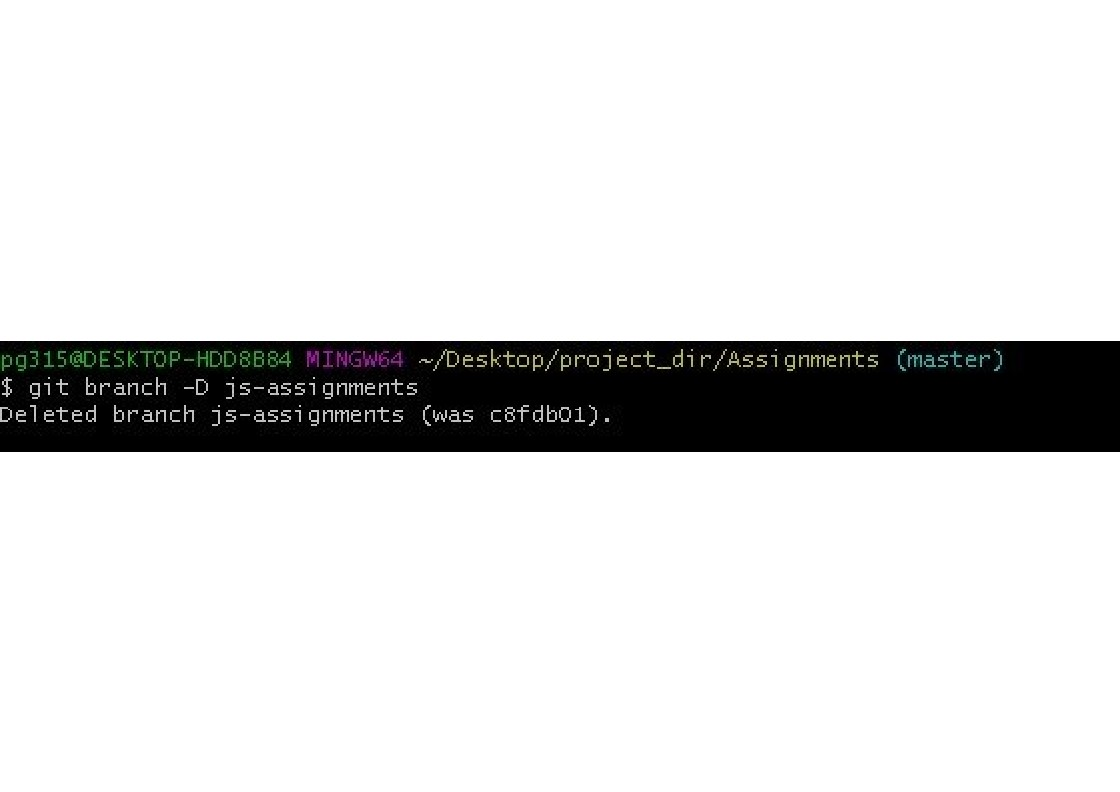 pg315@DESKTOP-HDD8B84 MINGW64 ~/Desktop/project_dir/Assignments (master)
$ git branch -D js-assignments
Deleted branch js-assignments (was c8fdb01).